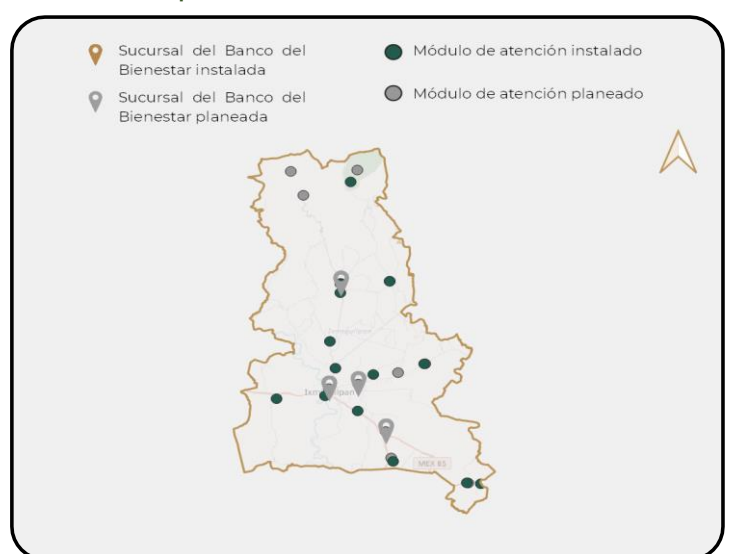 Sucursal del Banco del
Bienestar instalada
Sucursal del Banco del
Bienestar planeada
Módulo de atención instalado
Módulo de atención planeado
Ixmiquilpan
MEX 85